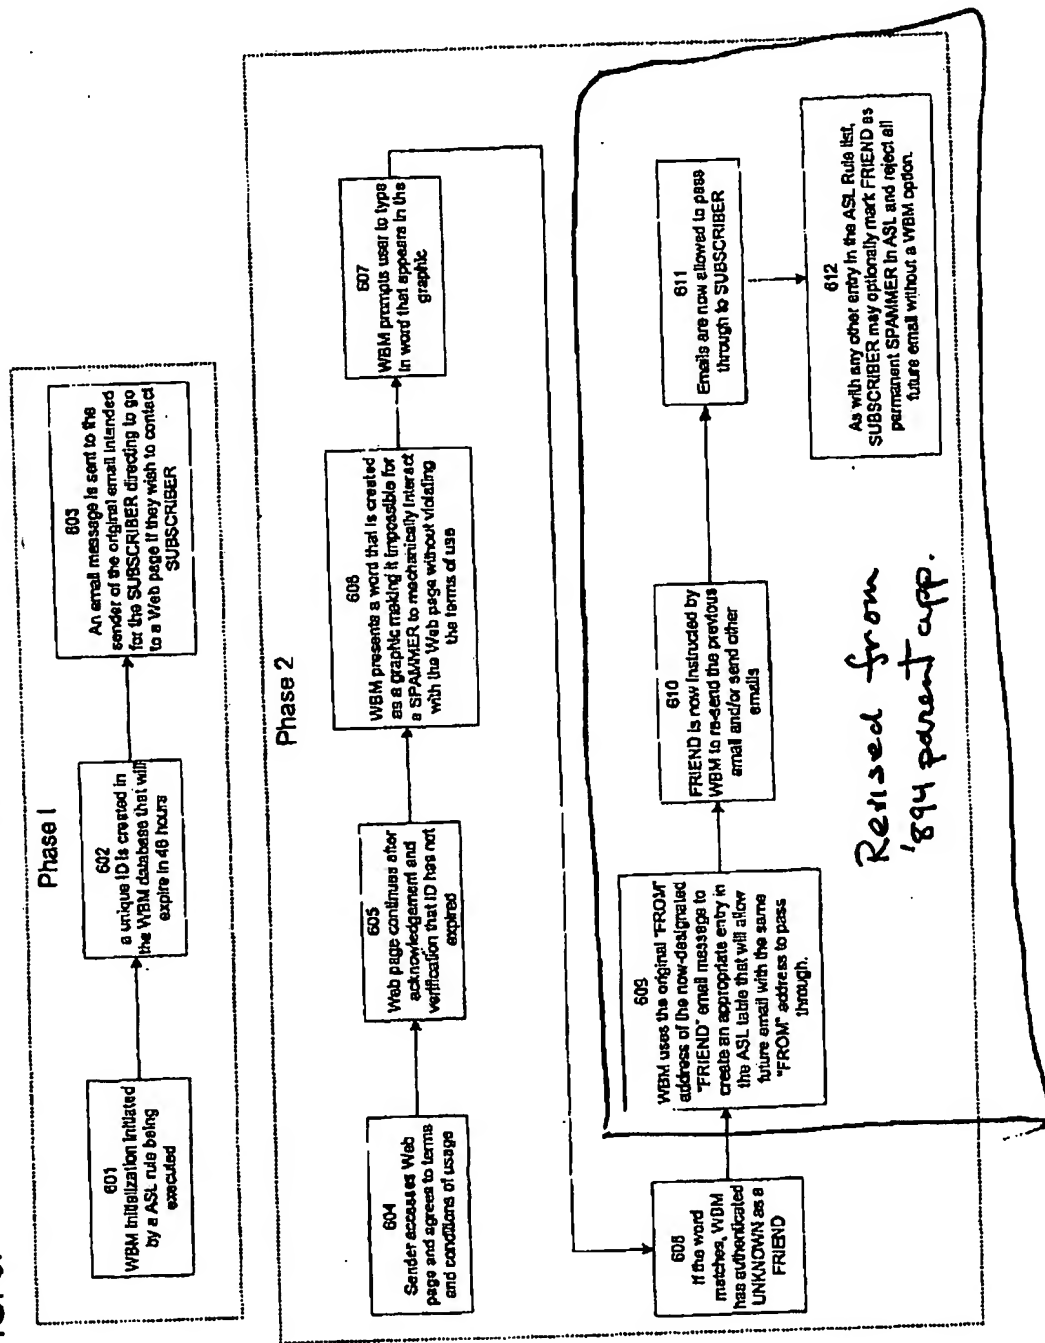 Phase I
601
WBM initialization initiated
by a ASL rule being
executed
602
a unique ID is created in
the WBM database that will
expire in 48 hours
603
An email message is sent to the
sender of the original email intended
for the SUBSCRIBER directing to go
to a Web page if they wish to contact
SUBSCRIBER
Phase 2
604
Sender accesses Web
page and agrees to terms
and conditions of usage
605
Web page continues after
acknowledgement and
verification that ID has not
expired
606
WBM presents a word that is created
as a graphic making it impossible for
a SPAMMER to mechanically interact
with the Web page without violating
the terms of use
607
WBM prompts user to type
in word that appears in the
graphic
608
If the word
matches, WBM
has authenticated
UNKNOWN as a
FRIEND
609
WBM uses the original "FROM"
address of the now-designated
"FRIEND" email message to
create an appropriate entry in
the ASL table that will allow
future email with the same
"FROM" address to pass
through.
610
FRIEND is now instructed by
WBM to re-send the previous
email and/or send other
emails
611
Emails are now allowed to pass
through to SUBSCRIBER
612
As with any other entry in the ASL Rule list,
SUBSCRIBER may optionally mark FRIEND as
permanent SPAMMER in ASL and reject all
future email without a WBM option.
Revised from
'894 parent app.